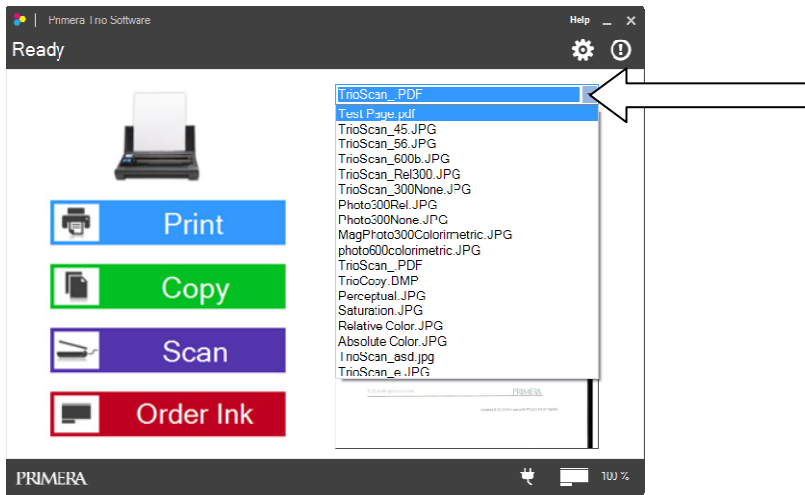 Primera Trio Software
Help
Ready
TrioScan_.PDF
Test Page.pdf
TrioScan_45.JPG
TrioScan_56.JPG
TrioScan_600b.JPG
TrioScan_Rel300.JPG
TrioScan_300None.JPG
Photo300Rel.JPG
Photo300None.JPG
MagPhoto300Colorirmetric.JPG
photo600colorimetric.JPG
TrioScan_.PDF
TrioCopy.BMP
Perceptual.JPG
Saturation.JPG
Relative Color.JPG
Absolute Color.JPG
TrioScan_asd.jpg
TrioScan_e.JPG
Print
Copy
Scan
Order Ink
PRIMERA
PRIMERA
100 %